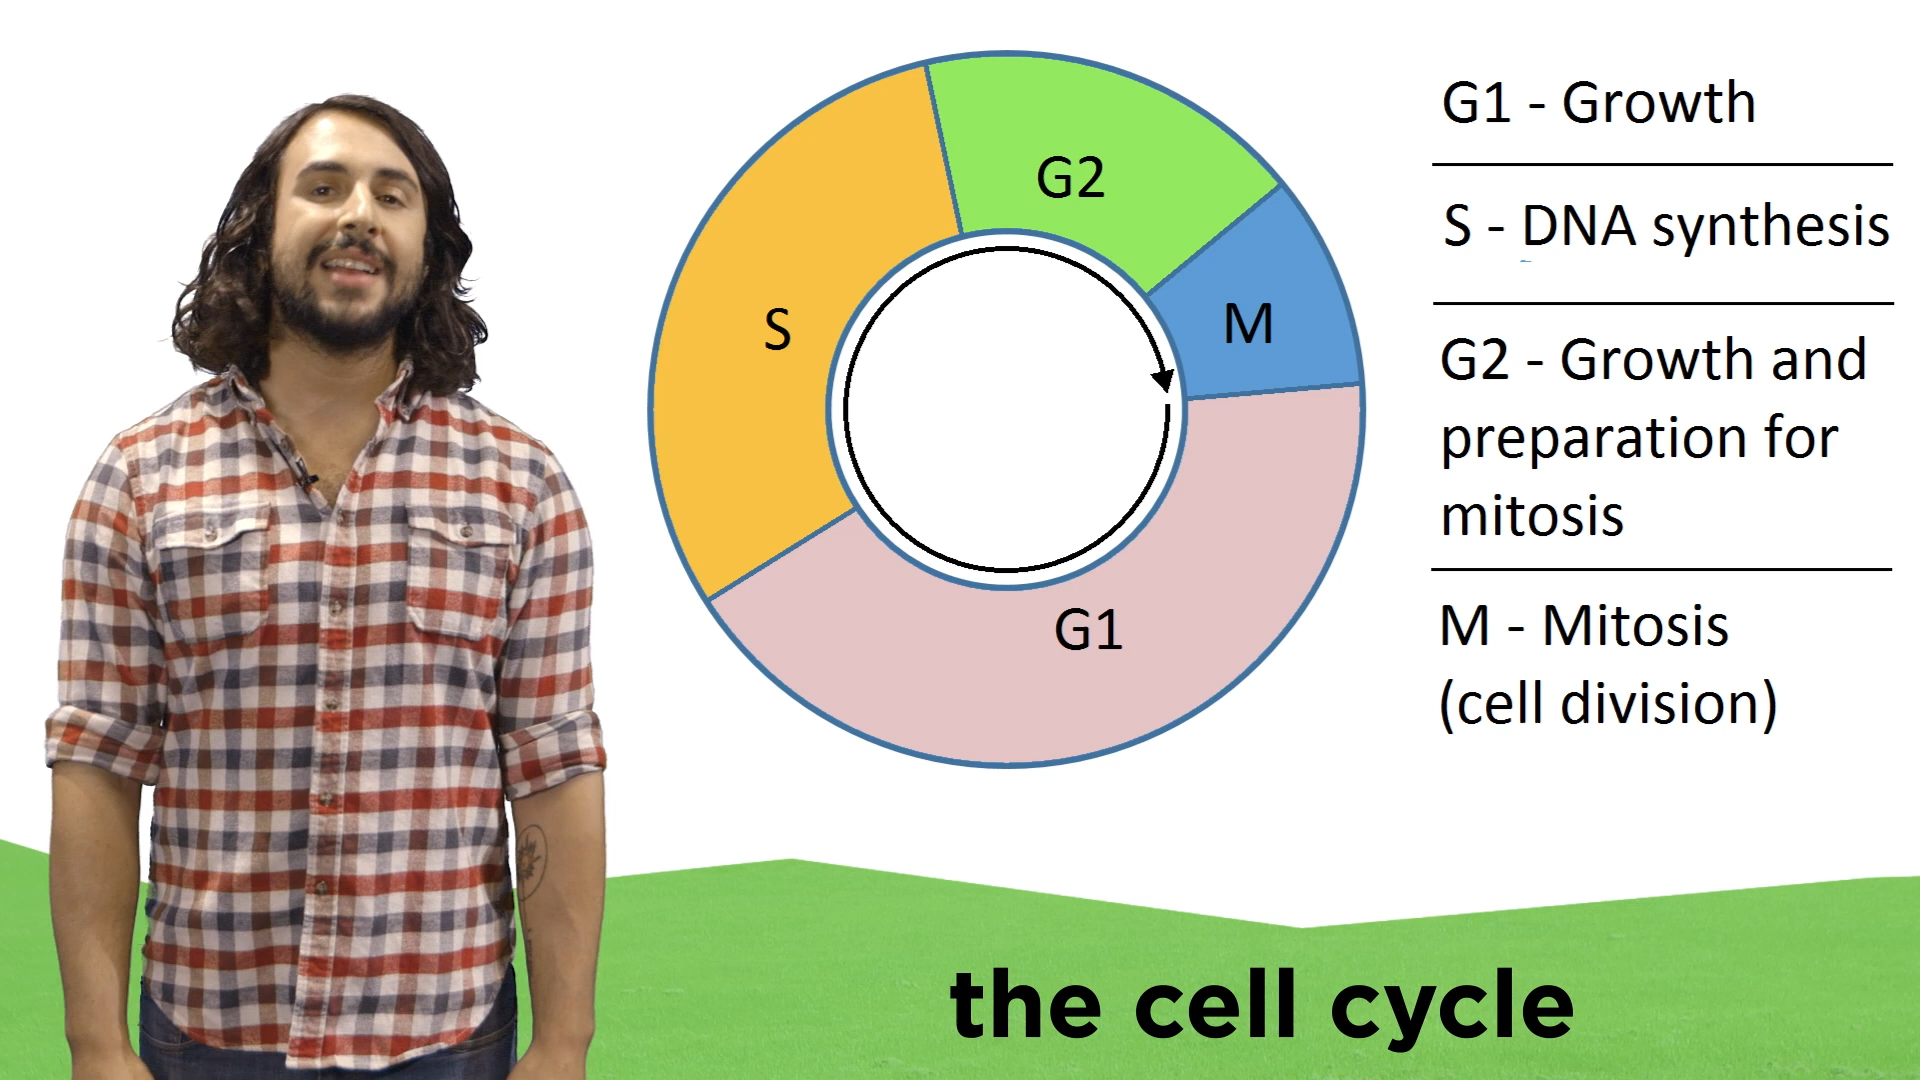 G2
S
M
G1
G1 - Growth
S - DNA synthesis
G2 - Growth and
preparation for
mitosis
M - Mitosis
(cell division)
the cell cycle